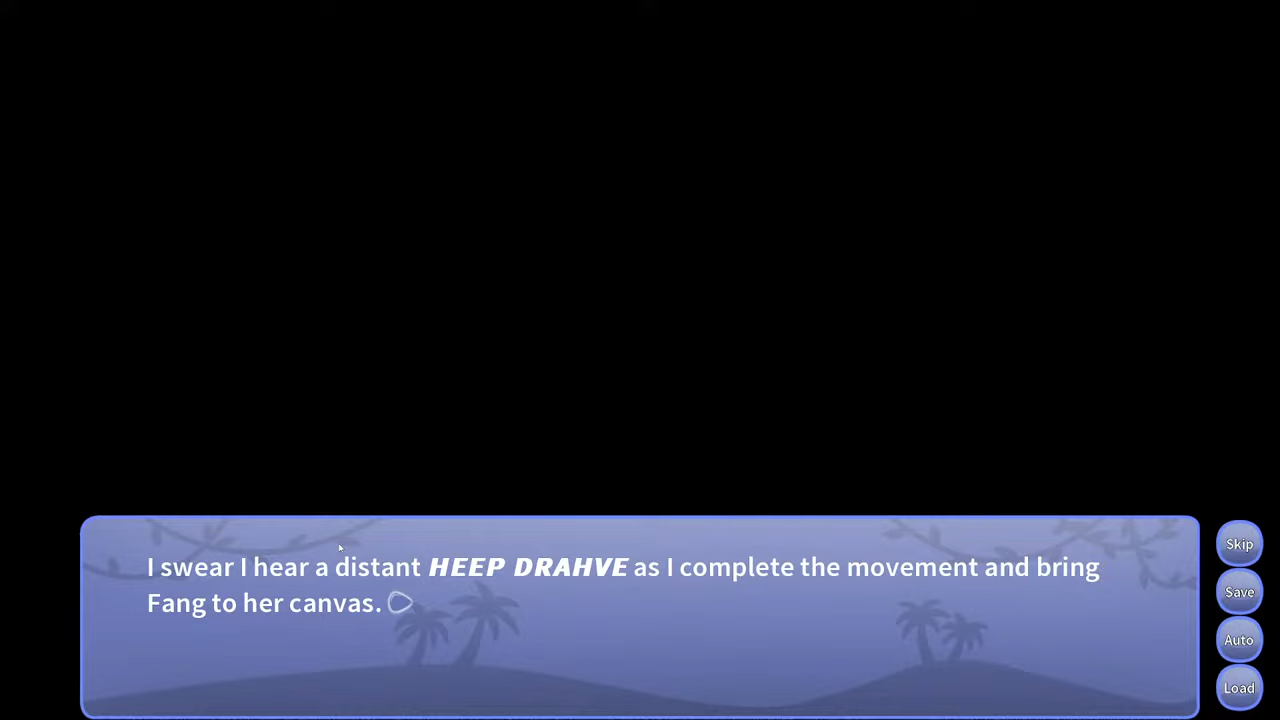 I swear I hear a distant HEEP DRAHVE as I complete the movement and bring
Fang to her canvas.
Skip
Save
Auto
Load